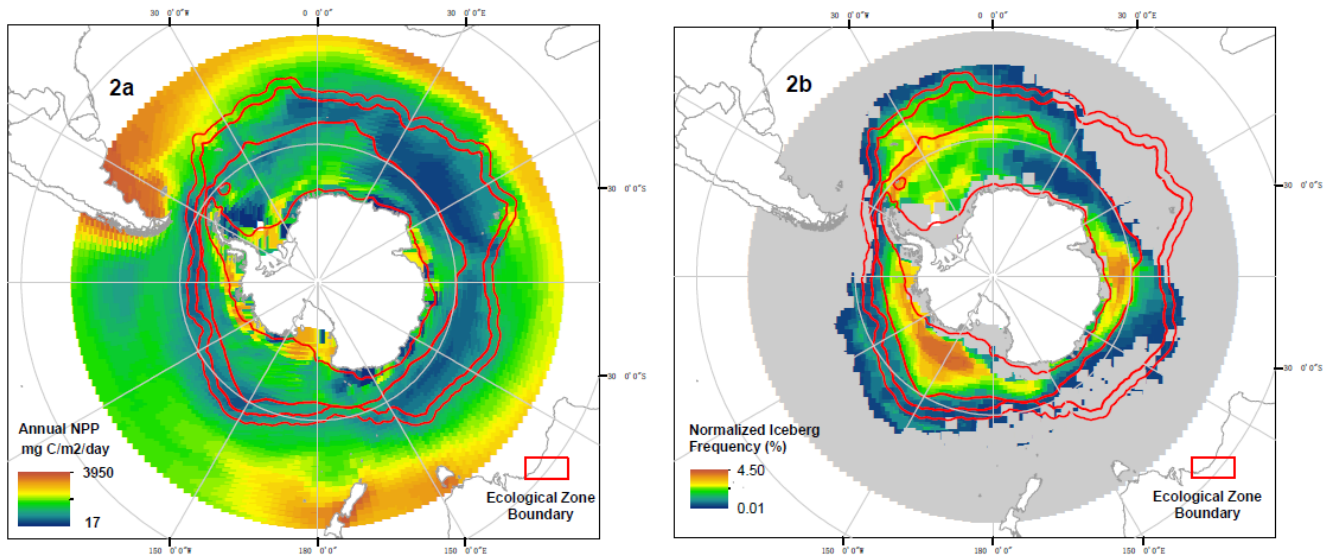 30 0'0"W
0°0'0"
30 0'0"E
2a
30 0'0"S
30 0'0"S
Annual NPP
mg C/m2/day
3950
17
Ecological Zone
Boundary
150 0'0"W
180°0'0"
150 0'0"E
30 0'0"W
0°0'0"
30 0'0"E
2b
30 0'0"S
30 0'0"S
Normalized Iceberg
Frequency (%)
4.50
0.01
Ecological Zone
Boundary
150 0'0"W
180°0'0"
150 0'0"E